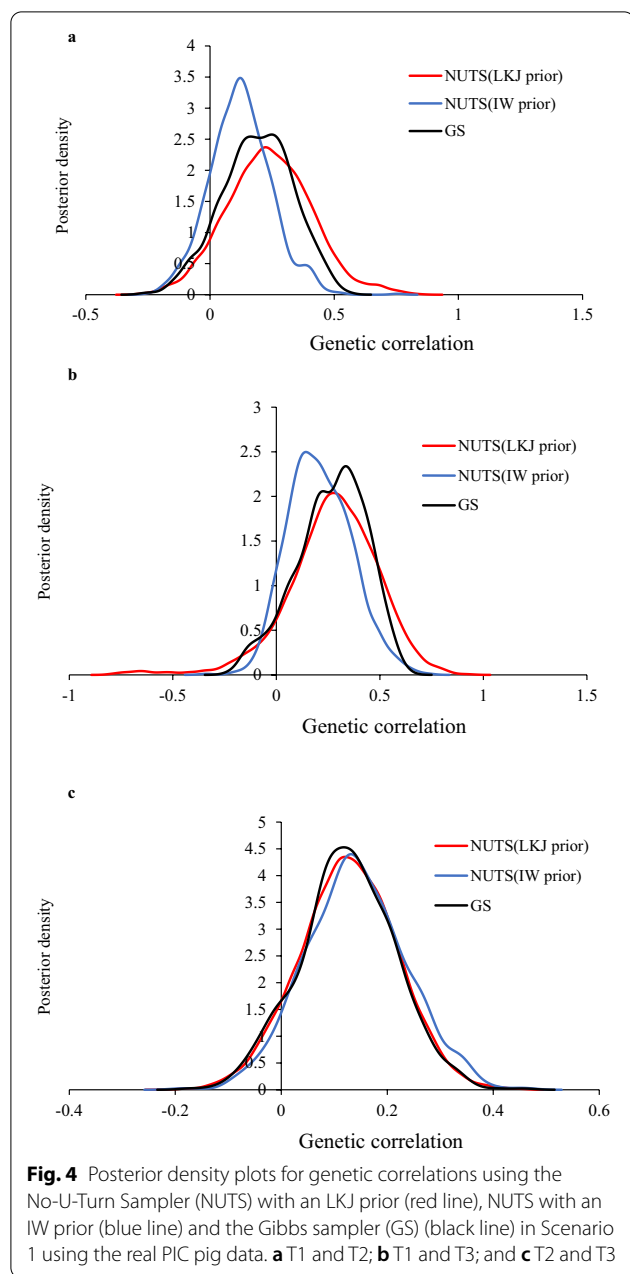 a
4
3.5
3
2.5
2
1.5
1
0.5
0
-0.5
0
0.5
1
1.5
Posterior density
Genetic correlation
NUTS(LKJ prior)
NUTS(IW prior)
GS
b
3
2.5
2
1.5
1
0.5
0
-1
-0.5
0
0.5
1
1.5
Posterior density
Genetic correlation
NUTS(LKJ prior)
NUTS(IW prior)
GS
c
5
4.5
4
3.5
3
2.5
2
1.5
1
0.5
0
-0.4
-0.2
0
0.2
0.4
0.6
Posterior density
Genetic correlation
NUTS(LKJ prior)
NUTS(IW prior)
GS
Fig. 4 Posterior density plots for genetic correlations using the
No-U-Turn Sampler (NUTS) with an LKJ prior (red line), NUTS with an
IW prior (blue line) and the Gibbs sampler (GS) (black line) in Scenario
1 using the real PIC pig data. a T1 and T2; b T1 and T3; and c T2 and T3